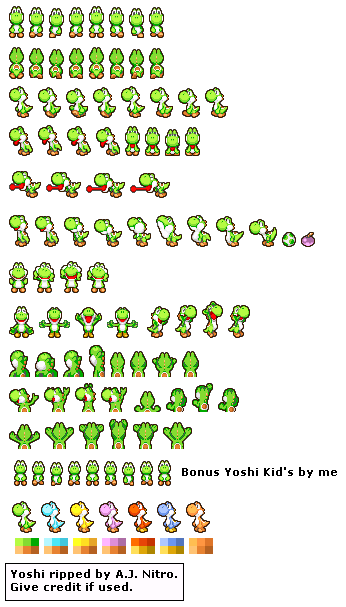 Bonus Yoshi Kid's by me
Yoshi ripped by A.J. Nitro.
Give credit if used.